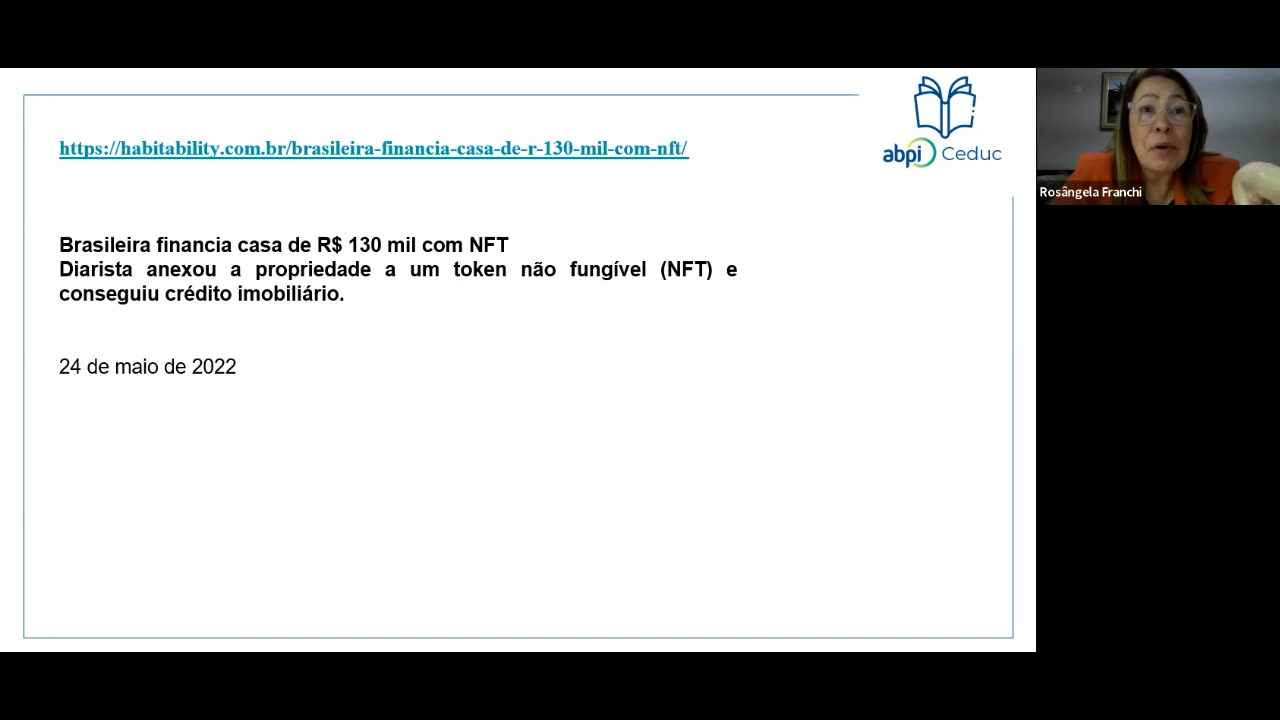 https://habitability.com.br/brasileira-financia-casa-de-r-130-mil-com-nft/
abpi Ceduc
Rosângela Franchi
Brasileira financia casa de R$ 130 mil com NFT
Diarista anexou a propriedade a um token não fungível (NFT) e
conseguiu crédito imobiliário.
24 de maio de 2022